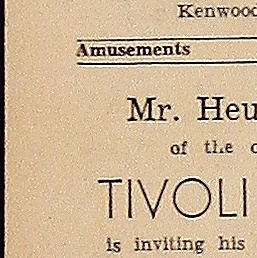 Kenwood
Amusements
Mr. Heu
of the c
TIVOLI
is inviting his